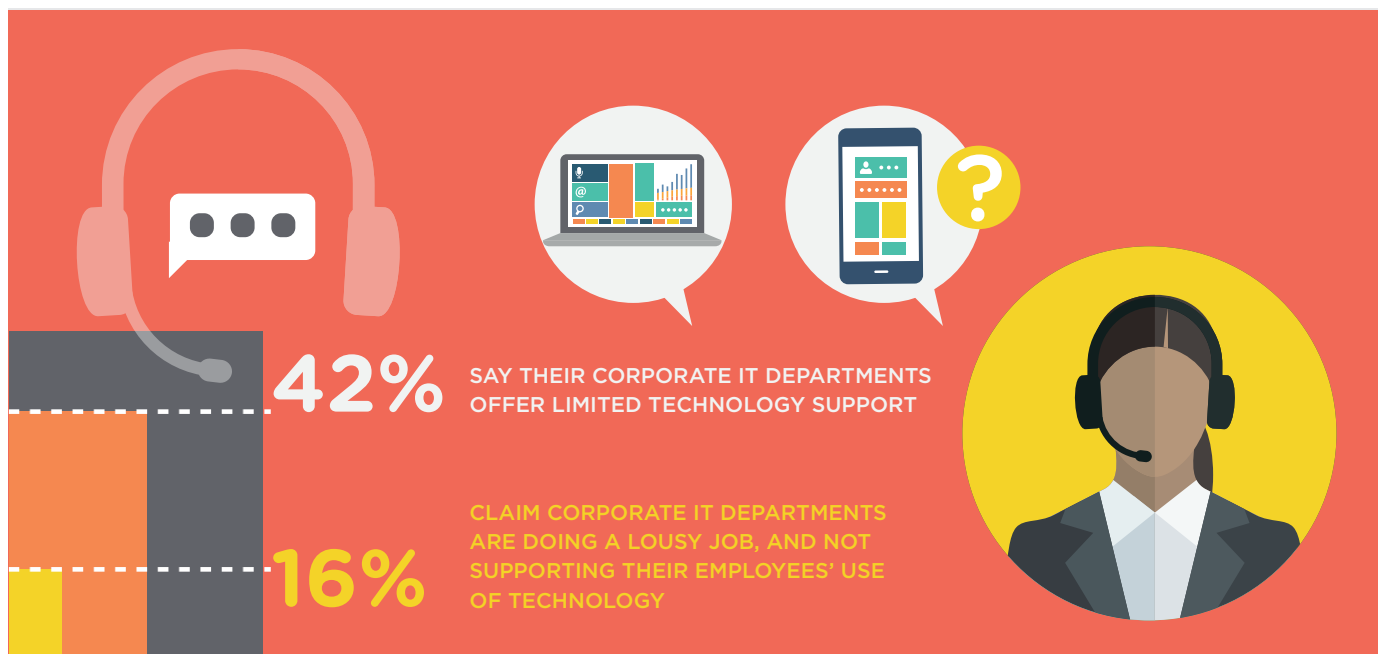 @
?
42%
SAY THEIR CORPORATE IT DEPARTMENTS
OFFER LIMITED TECHNOLOGY SUPPORT
16%
CLAIM CORPORATE IT DEPARTMENTS
ARE DOING A LOUSY JOB, AND NOT
SUPPORTING THEIR EMPLOYEES’ USE
OF TECHNOLOGY